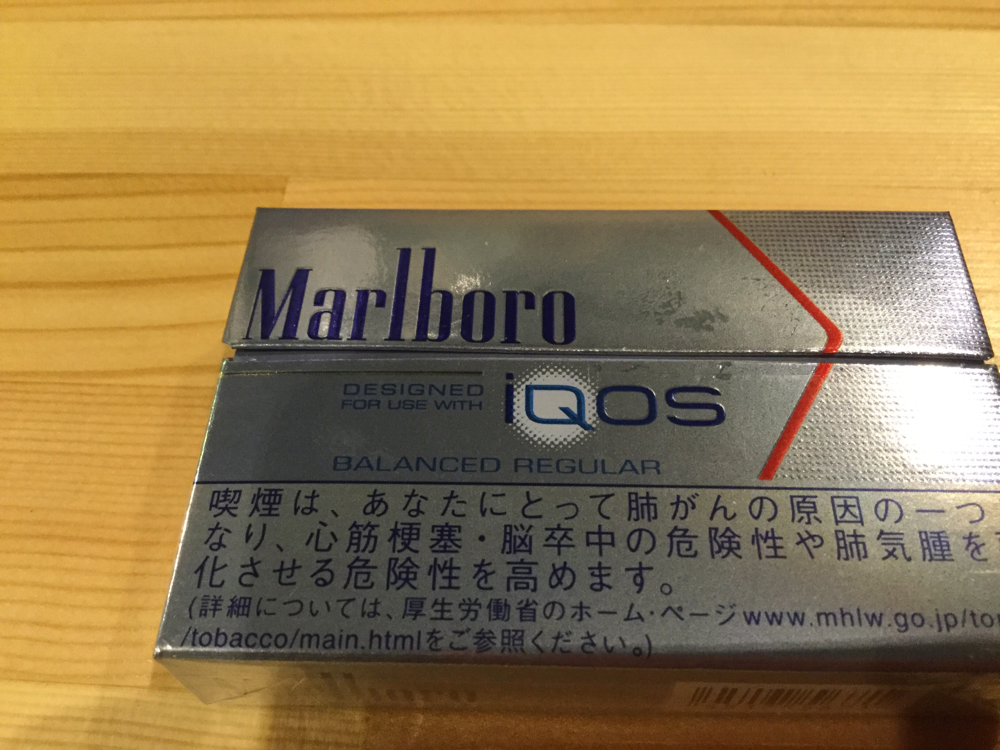 Marlboro
DESIGNED
FOR USE WITH
iQOS
BALANCED REGULAR
喫煙は、あなたにとって肺がんの原因の一つ
なり、心筋梗塞・脳卒中の危険性や肺気腫を
化させる危険性を高めます。
(詳細については、厚生労働省のホーム・ページwww.mhlw.go.jp/to
/tobacco/main.htmlをご参照ください。)
Marlboro